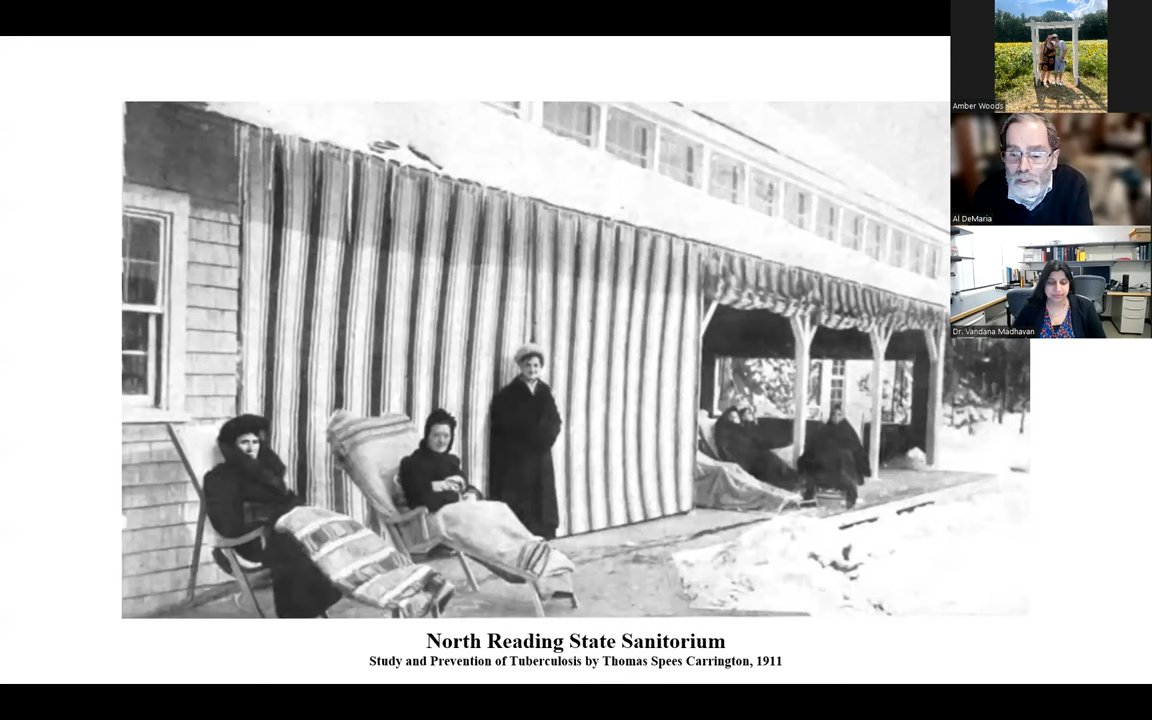 Amber Woods
Al DeMaria
Dr. Vandana Madhavan
North Reading State Sanitorium
Study and Prevention of Tuberculosis by Thomas Spees Carrington, 1911